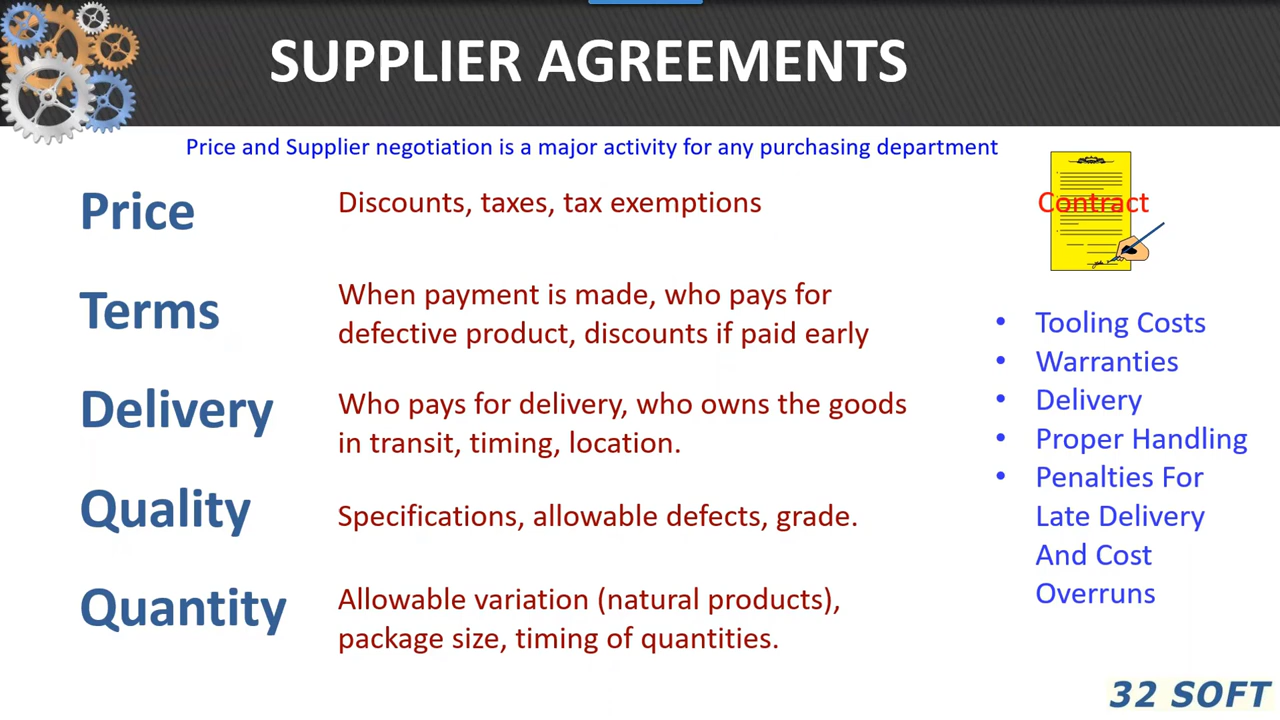 SUPPLIER AGREEMENTS
Price and Supplier negotiation is a major activity for any purchasing department
Price
Discounts, taxes, tax exemptions
Terms
When payment is made, who pays for
defective product, discounts if paid early
Delivery
Who pays for delivery, who owns the goods
in transit, timing, location.
Quality
Specifications, allowable defects, grade.
Quantity
Allowable variation (natural products),
package size, timing of quantities.
Contract
• Tooling Costs
• Warranties
• Delivery
• Proper Handling
• Penalties For
Late Delivery
And Cost
Overruns
32 SOFT